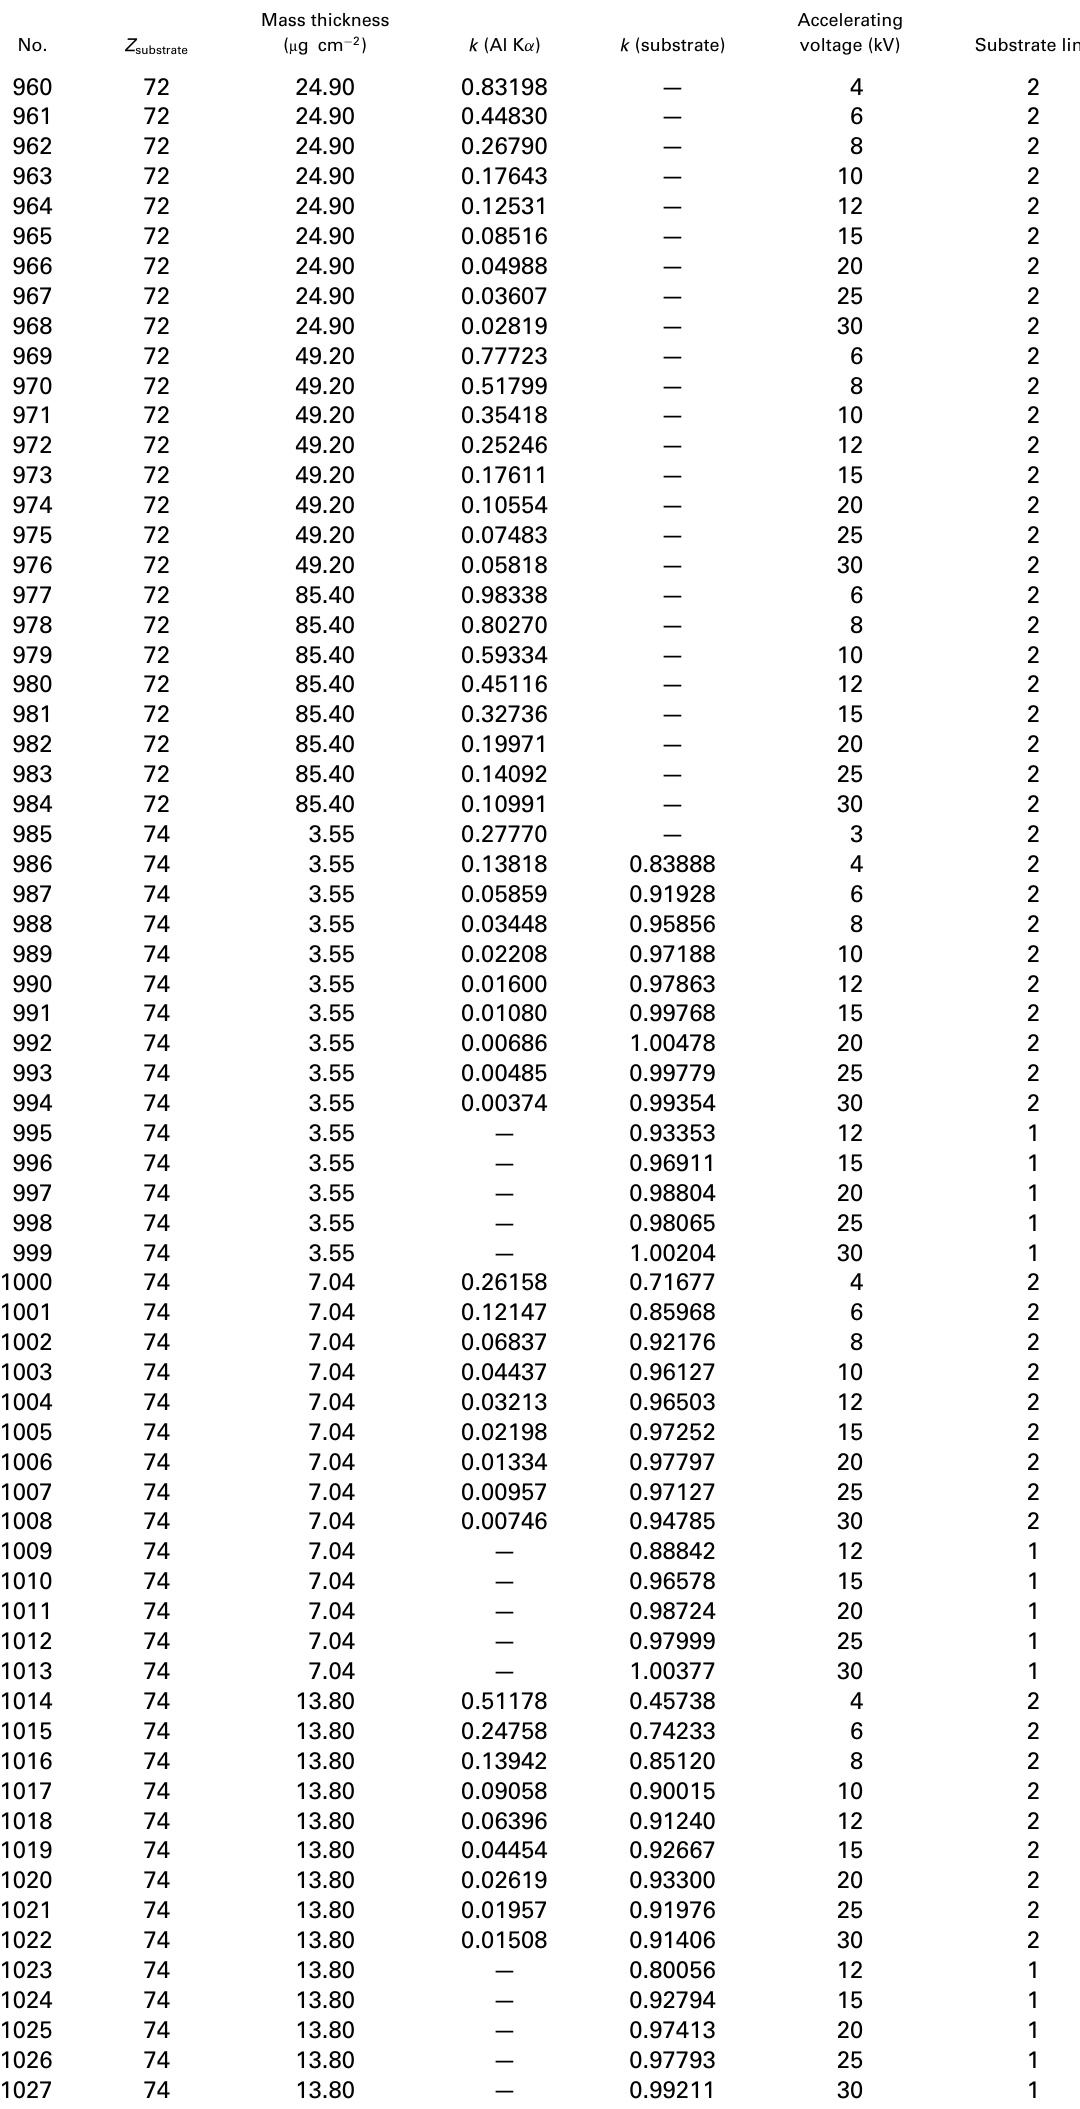 Mass thickness Accelerating
No. Zsubstrate (μg cm−2) k (Al Kα) k (substrate) voltage (kV) Substrate lin
960 72 24.90 0.83198 — 4 2
961 72 24.90 0.44830 — 6 2
962 72 24.90 0.26790 — 8 2
963 72 24.90 0.17643 — 10 2
964 72 24.90 0.12531 — 12 2
965 72 24.90 0.08516 — 15 2
966 72 24.90 0.04988 — 20 2
967 72 24.90 0.03607 — 25 2
968 72 24.90 0.02819 — 30 2
969 72 49.20 0.77723 — 6 2
970 72 49.20 0.51799 — 8 2
971 72 49.20 0.35418 — 10 2
972 72 49.20 0.25246 — 12 2
973 72 49.20 0.17611 — 15 2
974 72 49.20 0.10554 — 20 2
975 72 49.20 0.07483 — 25 2
976 72 49.20 0.05818 — 30 2
977 72 85.40 0.98338 — 6 2
978 72 85.40 0.80270 — 8 2
979 72 85.40 0.59334 — 10 2
980 72 85.40 0.45116 — 12 2
981 72 85.40 0.32736 — 15 2
982 72 85.40 0.19971 — 20 2
983 72 85.40 0.14092 — 25 2
984 72 85.40 0.10991 — 30 2
985 74 3.55 0.27770 — 3 2
986 74 3.55 0.13818 0.83888 4 2
987 74 3.55 0.05859 0.91928 6 2
988 74 3.55 0.03448 0.95856 8 2
989 74 3.55 0.02208 0.97188 10 2
990 74 3.55 0.01600 0.97863 12 2
991 74 3.55 0.01080 0.99768 15 2
992 74 3.55 0.00686 1.00478 20 2
993 74 3.55 0.00485 0.99779 25 2
994 74 3.55 0.00374 0.99354 30 2
995 74 3.55 — 0.93353 12 1
996 74 3.55 — 0.96911 15 1
997 74 3.55 — 0.98804 20 1
998 74 3.55 — 0.98065 25 1
999 74 3.55 — 1.00204 30 1
1000 74 7.04 0.26158 0.71677 4 2
1001 74 7.04 0.12147 0.85968 6 2
1002 74 7.04 0.06837 0.92176 8 2
1003 74 7.04 0.04437 0.96127 10 2
1004 74 7.04 0.03213 0.96503 12 2
1005 74 7.04 0.02198 0.97252 15 2
1006 74 7.04 0.01334 0.97797 20 2
1007 74 7.04 0.00957 0.97127 25 2
1008 74 7.04 0.00746 0.94785 30 2
1009 74 7.04 — 0.88842 12 1
1010 74 7.04 — 0.96578 15 1
1011 74 7.04 — 0.98724 20 1
1012 74 7.04 — 0.97999 25 1
1013 74 7.04 — 1.00377 30 1
1014 74 13.80 0.51178 0.45738 4 2
1015 74 13.80 0.24758 0.74233 6 2
1016 74 13.80 0.13942 0.85120 8 2
1017 74 13.80 0.09058 0.90015 10 2
1018 74 13.80 0.06396 0.91240 12 2
1019 74 13.80 0.04454 0.92667 15 2
1020 74 13.80 0.02619 0.93300 20 2
1021 74 13.80 0.01957 0.91976 25 2
1022 74 13.80 0.01508 0.91406 30 2
1023 74 13.80 — 0.80056 12 1
1024 74 13.80 — 0.92794 15 1
1025 74 13.80 — 0.97413 20 1
1026 74 13.80 — 0.97793 25 1
1027 74 13.80 — 0.99211 30 1